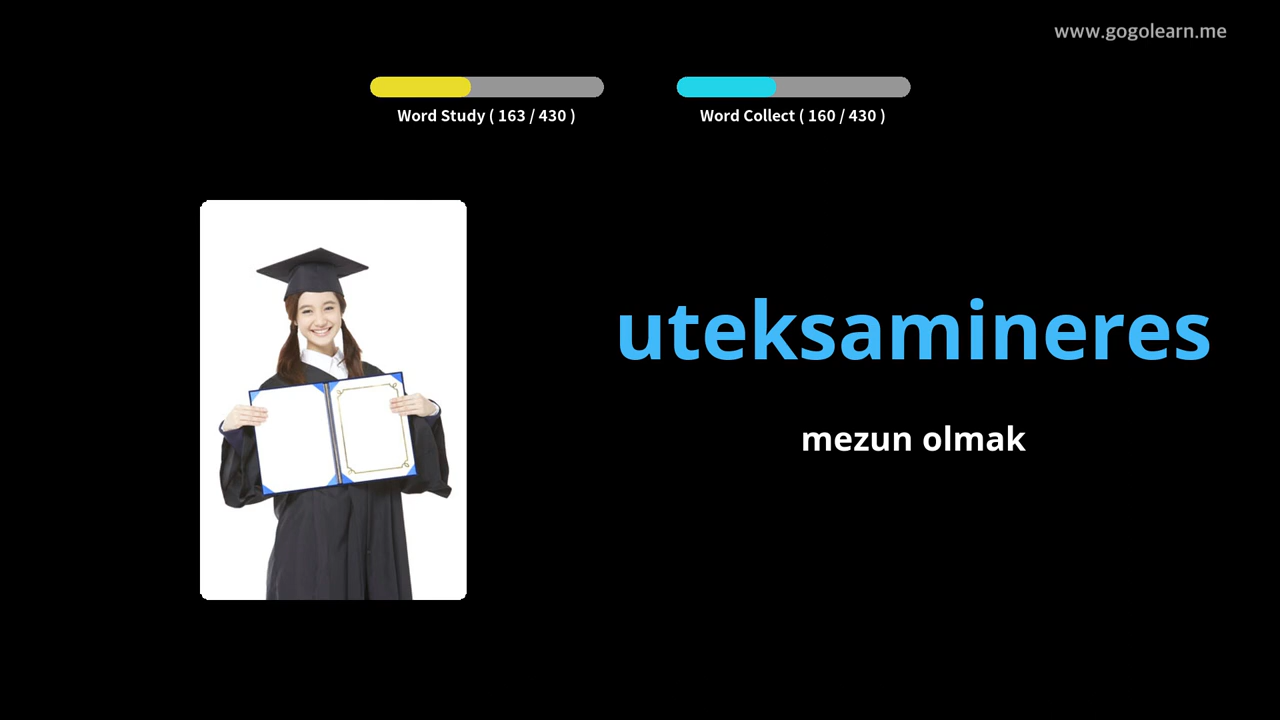 www.gogolearn.me
Word Study ( 163 / 430 )
Word Collect ( 160 / 430 )
uteksamineres
mezun olmak